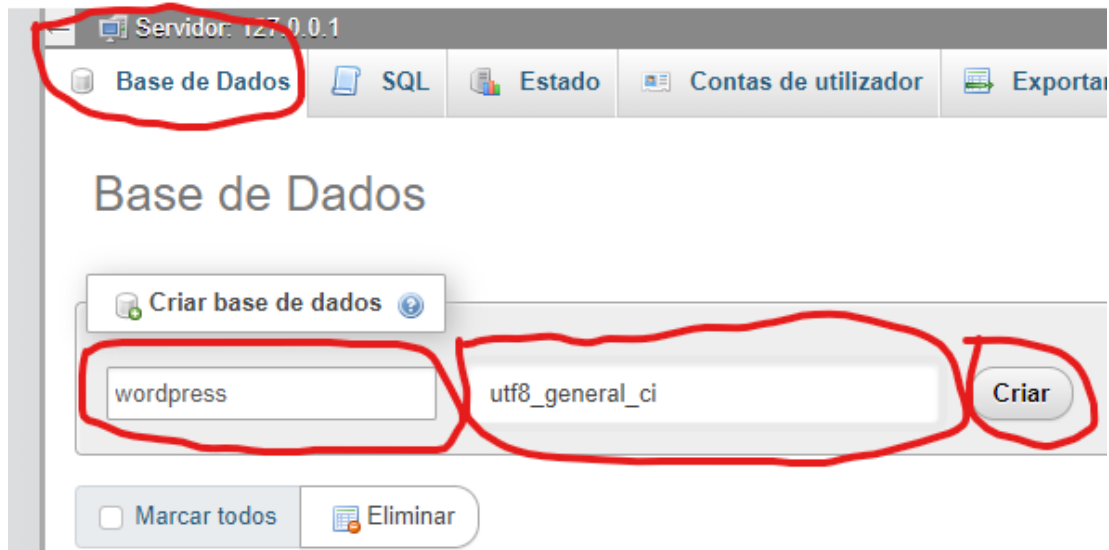 Servidor: 127.0.0.1
Base de Dados SQL Estado Contas de utilizador Exportar
Base de Dados
Criar base de dados
wordpress utf8_general_ci Criar
Marcar todos Eliminar